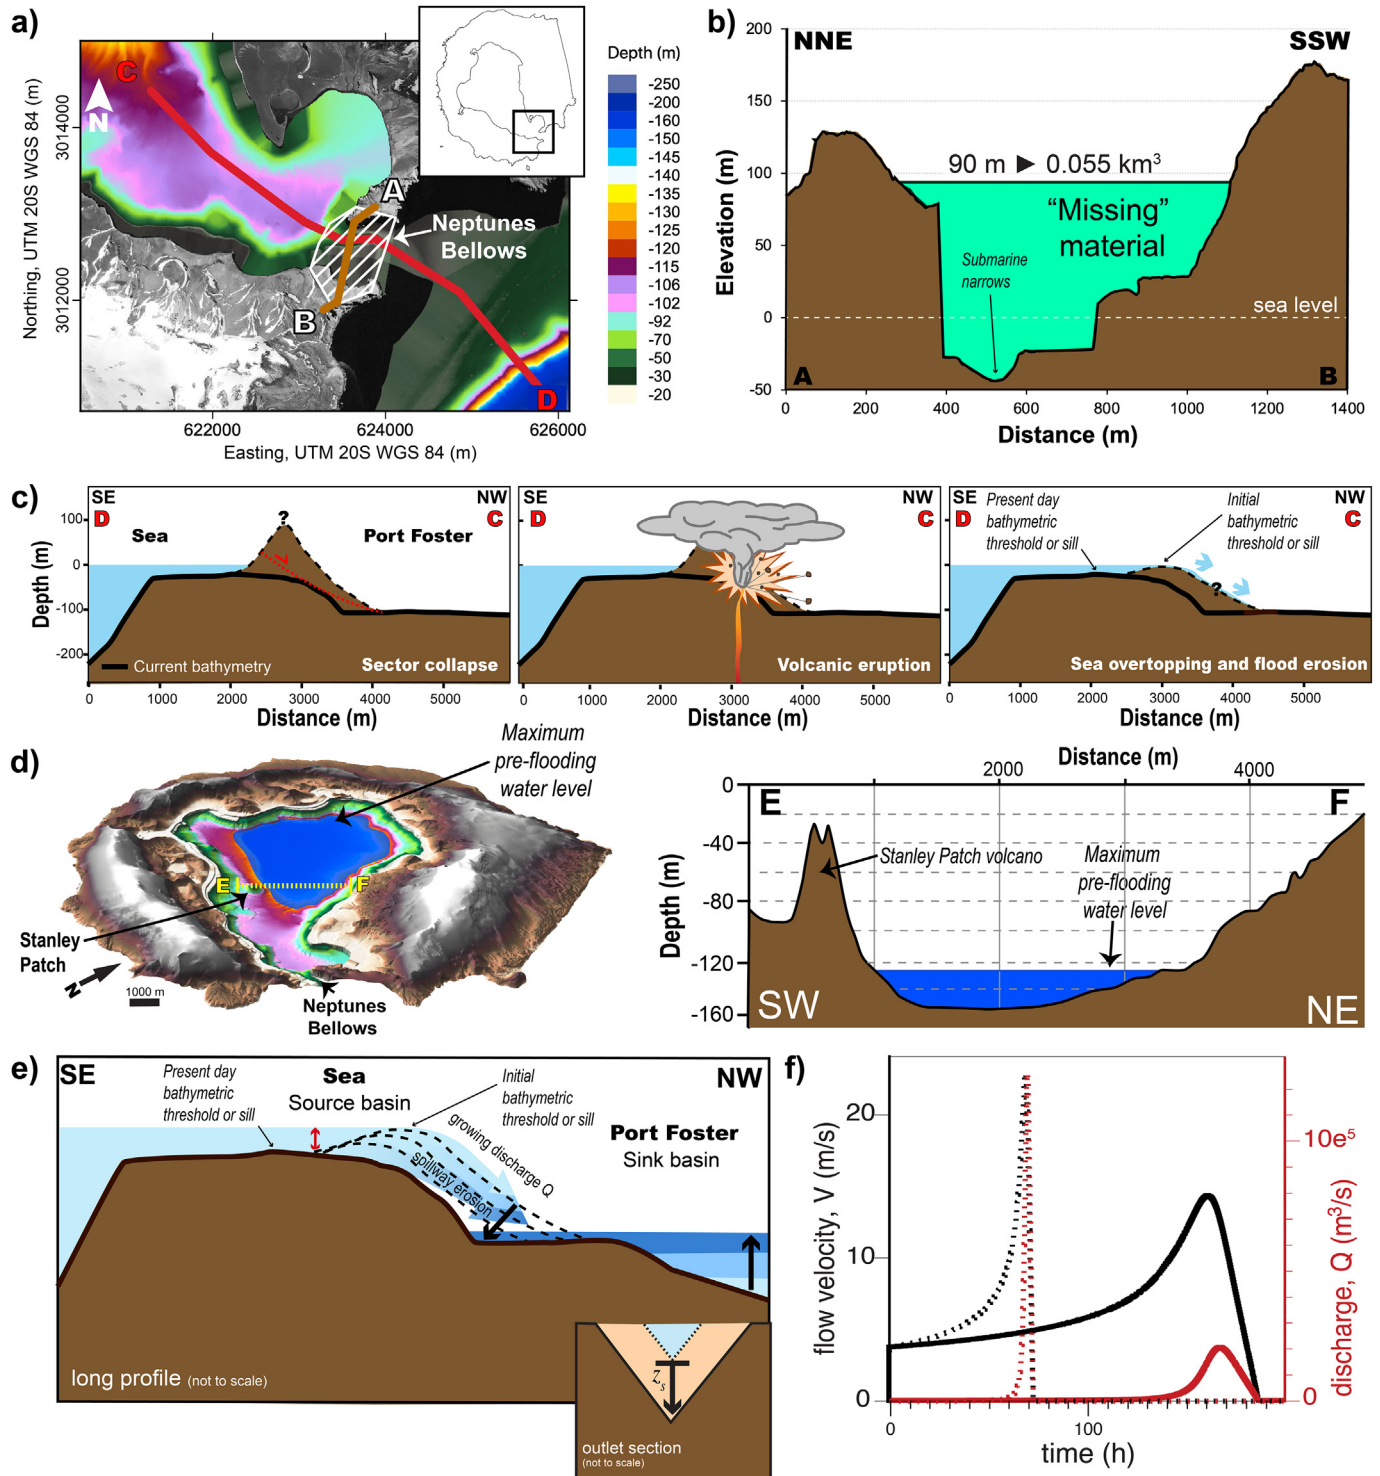 a)
C
N
A
B
D
Neptunes
Bellows
Northing, UTM 20S WGS 84 (m)
3014000
3012000
622000
624000
626000
Easting, UTM 20S WGS 84 (m)
Depth (m)
-250
-200
-160
-150
-145
-140
-135
-130
-125
-120
-115
-106
-102
-92
-70
-50
-30
-20
b)
NNE
SSW
90 m ► 0.055 km³
"Missing"
material
Submarine
narrows
sea level
A
B
Elevation (m)
200
150
100
50
0
-50
0
200
400
600
800
1000
1200
1400
Distance (m)
c)
SE
NW
D
C
?
Sea
Port Foster
Depth (m)
100
0
-100
-200
Current bathymetry
Sector collapse
0
1000
2000
3000
4000
5000
Distance (m)
SE
NW
D
C
Volcanic eruption
0
1000
2000
3000
4000
5000
Distance (m)
SE
NW
D
C
Present day
bathymetric
threshold or sill
Initial
bathymetric
threshold or sill
?
Sea overtopping and flood erosion
0
1000
2000
3000
4000
5000
Distance (m)
d)
Maximum
pre-flooding
water level
E
F
Stanley
Patch
N
1000 m
Neptunes
Bellows
Distance (m)
2000
4000
0
-40
-80
-120
-160
Depth (m)
E
F
Stanley Patch volcano
Maximum
pre-flooding
water level
SW
NE
e)
SE
NW
Present day
bathymetric
threshold or sill
Sea
Source basin
Initial
bathymetric
threshold or sill
growing discharge Q
spillway erosion
Port Foster
Sink basin
long profile (not to scale)
zs
outlet section
(not to scale)
f)
flow velocity, V (m/s)
20
10
0
0
100
time (h)
10e⁵
0
discharge, Q (m³/s)